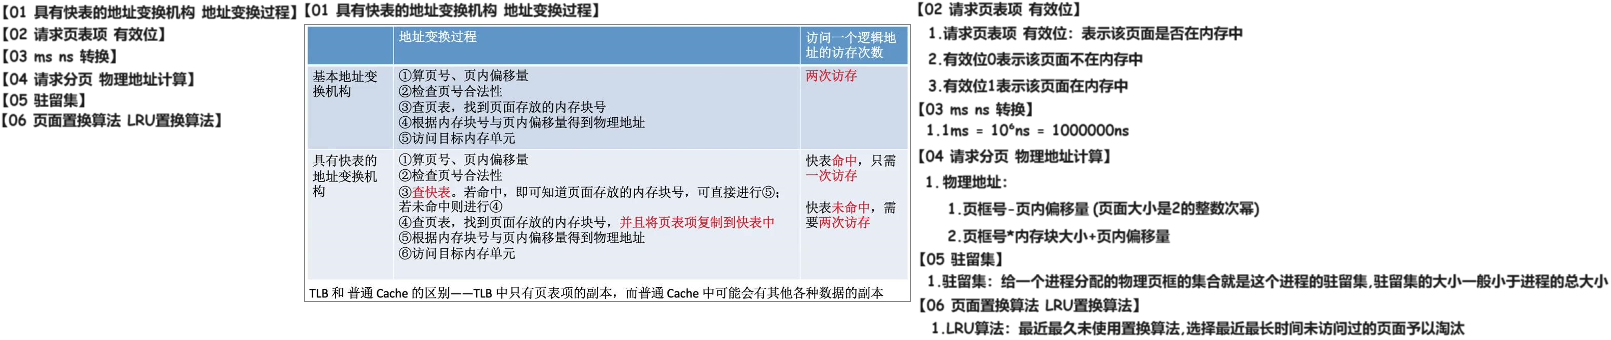 【01 具有快表的地址变换机构 地址变换过程】
【02 请求页表项 有效位】
【03 ms ns 转换】
【04 请求分页 物理地址计算】
【05 驻留集】
【06 页面置换算法 LRU置换算法】
【01 具有快表的地址变换机构 地址变换过程】
地址变换过程
访问一个逻辑地
址的访存次数
基本地址变
换机构
①算页号、页内偏移量
②检查页号合法性
③查页表，找到页面存放的内存块号
④根据内存块号与页内偏移量得到物理地址
⑤访问目标内存单元
两次访存
具有快表的
地址变换机
构
①算页号、页内偏移量
②检查页号合法性
③查快表。若命中，即可知道页面存放的内存块号，可直接进行⑤；
若未命中则进行④
④查页表，找到页面存放的内存块号，并且将页表项复制到快表中
⑤根据内存块号与页内偏移量得到物理地址
⑥访问目标内存单元
快表命中，只需
一次访存
快表未命中，需
要两次访存
TLB 和 普通 Cache 的区别——TLB 中只有页表项的副本，而普通 Cache 中可能会有其他各种数据的副本
【02 请求页表项 有效位】
1.请求页表项 有效位：表示该页面是否在内存中
2.有效位0表示该页面不在内存中
3.有效位1表示该页面在内存中
【03 ms ns 转换】
1.1ms = 10⁶ns = 1000000ns
【04 请求分页 物理地址计算】
1.物理地址：
1.页框号-页内偏移量 (页面大小是2的整数次幂)
2.页框号*内存块大小+页内偏移量
【05 驻留集】
1.驻留集：给一个进程分配的物理页框的集合就是这个进程的驻留集,驻留集的大小一般小于进程的总大小
【06 页面置换算法 LRU置换算法】
1.LRU算法：最近最久未使用置换算法,选择最近最长时间未访问过的页面予以淘汰